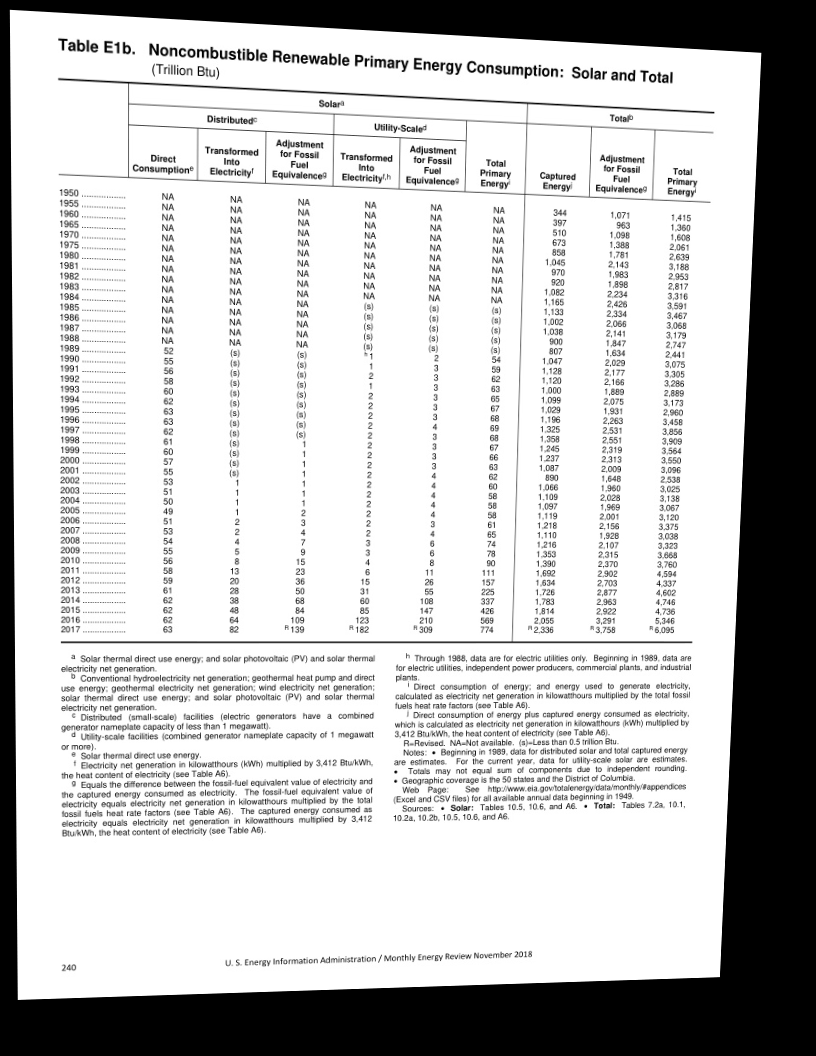 Table E1b. Noncombustible Renewable Primary Energy Consumption: Solar and Total
(Trillion Btu)
Solara Totalb
Distributedc Utility-Scaled
Direct Consumptione Transformed Into Electricityf Adjustment for Fossil Fuel Equivalenceg Transformed Into Electricityf,h Adjustment for Fossil Fuel Equivalenceg Total Primary Energyi Captured Energyj Adjustment for Fossil Fuel Equivalenceg Total Primary Energyi
1950 ................. NA NA NA NA NA NA 344 1,071 1,415
1955 ................. NA NA NA NA NA NA 397 963 1,360
1960 ................. NA NA NA NA NA NA 510 1,098 1,608
1965 ................. NA NA NA NA NA NA 673 1,388 2,061
1970 ................. NA NA NA NA NA NA 858 1,781 2,639
1975 ................. NA NA NA NA NA NA 1,045 2,143 3,188
1980 ................. NA NA NA NA NA NA 970 1,983 2,953
1981 ................. NA NA NA NA NA NA 920 1,898 2,817
1982 ................. NA NA NA NA NA NA 1,082 2,234 3,316
1983 ................. NA NA NA NA NA NA 1,165 2,426 3,591
1984 ................. NA NA NA (s) (s) (s) 1,133 2,334 3,467
1985 ................. NA NA NA (s) (s) (s) 1,002 2,066 3,068
1986 ................. NA NA NA (s) (s) (s) 1,038 2,141 3,179
1987 ................. NA NA NA (s) (s) (s) 900 1,847 2,747
1988 ................. NA NA NA (s) (s) (s) 807 1,634 2,441
1989 ................. 52 (s) (s) h 1 2 54 1,047 2,029 3,075
1990 ................. 55 (s) (s) 1 3 59 1,128 2,177 3,305
1991 ................. 56 (s) (s) 2 3 62 1,120 2,166 3,286
1992 ................. 58 (s) (s) 1 3 63 1,000 1,889 2,889
1993 ................. 60 (s) (s) 2 3 65 1,099 2,075 3,173
1994 ................. 62 (s) (s) 2 3 67 1,029 1,931 2,960
1995 ................. 63 (s) (s) 2 3 68 1,196 2,263 3,458
1996 ................. 63 (s) (s) 2 4 69 1,325 2,531 3,856
1997 ................. 62 (s) (s) 2 3 68 1,358 2,551 3,909
1998 ................. 61 (s) 1 2 3 67 1,245 2,319 3,564
1999 ................. 60 (s) 1 2 3 66 1,237 2,313 3,550
2000 ................. 57 (s) 1 2 3 63 1,087 2,009 3,096
2001 ................. 55 (s) 1 2 4 62 890 1,648 2,538
2002 ................. 53 1 1 2 4 60 1,066 1,960 3,025
2003 ................. 51 1 1 2 4 58 1,109 2,028 3,138
2004 ................. 50 1 1 2 4 58 1,097 1,969 3,067
2005 ................. 49 1 2 2 4 58 1,119 2,001 3,120
2006 ................. 51 2 3 2 3 61 1,218 2,156 3,375
2007 ................. 53 2 4 2 4 65 1,110 1,928 3,038
2008 ................. 54 4 7 3 6 74 1,216 2,107 3,323
2009 ................. 55 5 9 3 6 78 1,353 2,315 3,668
2010 ................. 56 8 15 4 8 90 1,390 2,370 3,760
2011 ................. 58 13 23 6 11 111 1,692 2,902 4,594
2012 ................. 59 20 36 15 26 157 1,634 2,703 4,337
2013 ................. 61 28 50 31 55 225 1,726 2,877 4,602
2014 ................. 62 38 68 60 108 337 1,783 2,963 4,746
2015 ................. 62 48 84 85 147 426 1,814 2,922 4,736
2016 ................. 62 64 109 123 210 569 2,055 3,291 5,346
2017 ................. 63 82 R 139 R 182 R 309 774 R 2,336 R 3,758 R 6,095
a Solar thermal direct use energy; and solar photovoltaic (PV) and solar thermal
electricity net generation.
b Conventional hydroelectricity net generation; geothermal heat pump and direct
use energy; geothermal electricity net generation; wind electricity net generation;
solar thermal direct use energy; and solar photovoltaic (PV) and solar thermal
electricity net generation.
c Distributed (small-scale) facilities (electric generators have a combined
generator nameplate capacity of less than 1 megawatt).
d Utility-scale facilities (combined generator nameplate capacity of 1 megawatt
or more).
e Solar thermal direct use energy.
f Electricity net generation in kilowatthours (kWh) multiplied by 3,412 Btu/kWh,
the heat content of electricity (see Table A6).
g Equals the difference between the fossil-fuel equivalent value of electricity and
the captured energy consumed as electricity. The fossil-fuel equivalent value of
electricity equals electricity net generation in kilowatthours multiplied by the total
fossil fuels heat rate factors (see Table A6). The captured energy consumed as
electricity equals electricity net generation in kilowatthours multiplied by 3,412
Btu/kWh, the heat content of electricity (see Table A6).
h Through 1988, data are for electric utilities only. Beginning in 1989, data are
for electric utilities, independent power producers, commercial plants, and industrial
plants.
i Direct consumption of energy; and energy used to generate electricity,
calculated as electricity net generation in kilowatthours multiplied by the total fossil
fuels heat rate factors (see Table A6).
j Direct consumption of energy plus captured energy consumed as electricity,
which is calculated as electricity net generation in kilowatthours (kWh) multiplied by
3,412 Btu/kWh, the heat content of electricity (see Table A6).
R=Revised. NA=Not available. (s)=Less than 0.5 trillion Btu.
Notes: • Beginning in 1989, data for distributed solar and total captured energy
are estimates. For the current year, data for utility-scale solar are estimates.
• Totals may not equal sum of components due to independent rounding.
• Geographic coverage is the 50 states and the District of Columbia.
Web Page: See http://www.eia.gov/totalenergy/data/monthly/#appendices
(Excel and CSV files) for all available annual data beginning in 1949.
Sources: • Solar: Tables 10.5, 10.6, and A6. • Total: Tables 7.2a, 10.1,
10.2a, 10.2b, 10.5, 10.6, and A6.
240 U. S. Energy Information Administration / Monthly Energy Review November 2018